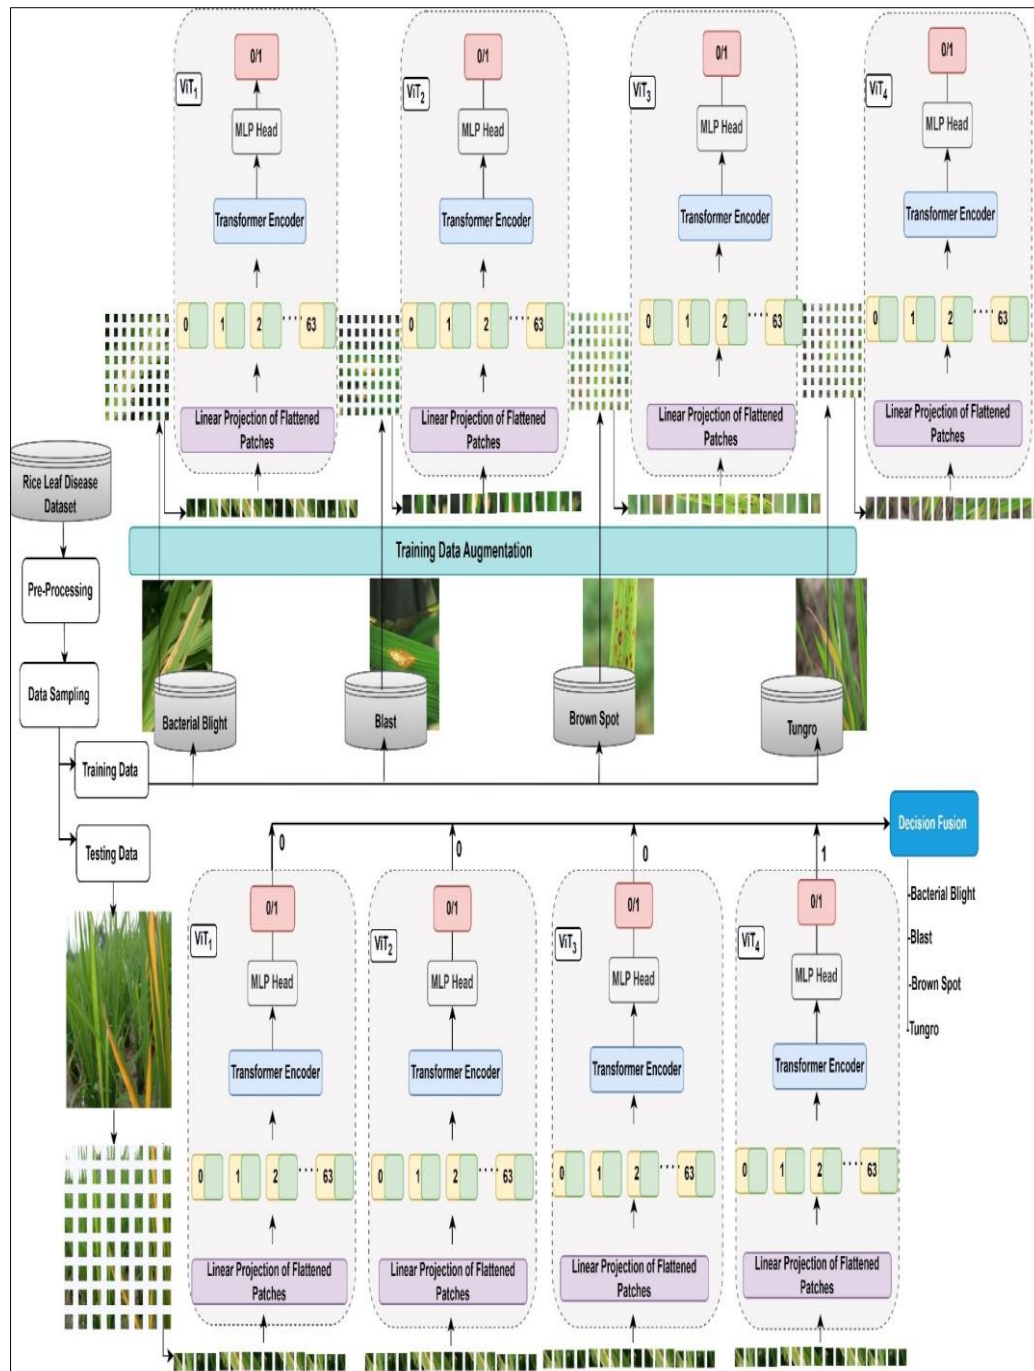 0/1
ViT1
MLP Head
Transformer Encoder
0 1 2 ····· 63
Linear Projection of Flattened
Patches
0/1
ViT2
MLP Head
Transformer Encoder
0 1 2 ····· 63
Linear Projection of Flattened
Patches
0/1
ViT3
MLP Head
Transformer Encoder
0 1 2 ····· 63
Linear Projection of Flattened
Patches
0/1
ViT4
MLP Head
Transformer Encoder
0 1 2 ····· 63
Linear Projection of Flattened
Patches
Rice Leaf Disease
Dataset
Pre-Processing
Data Sampling
Training Data
Testing Data
Training Data Augmentation
Bacterial Blight
Blast
Brown Spot
Tungro
0
0
0
1
Decision Fusion
-Bacterial Blight
-Blast
-Brown Spot
-Tungro
0/1
ViT1
MLP Head
Transformer Encoder
0 1 2 ····· 63
Linear Projection of Flattened
Patches
0/1
ViT2
MLP Head
Transformer Encoder
0 1 2 ····· 63
Linear Projection of Flattened
Patches
0/1
ViT3
MLP Head
Transformer Encoder
0 1 2 ····· 63
Linear Projection of Flattened
Patches
0/1
ViT4
MLP Head
Transformer Encoder
0 1 2 ····· 63
Linear Projection of Flattened
Patches